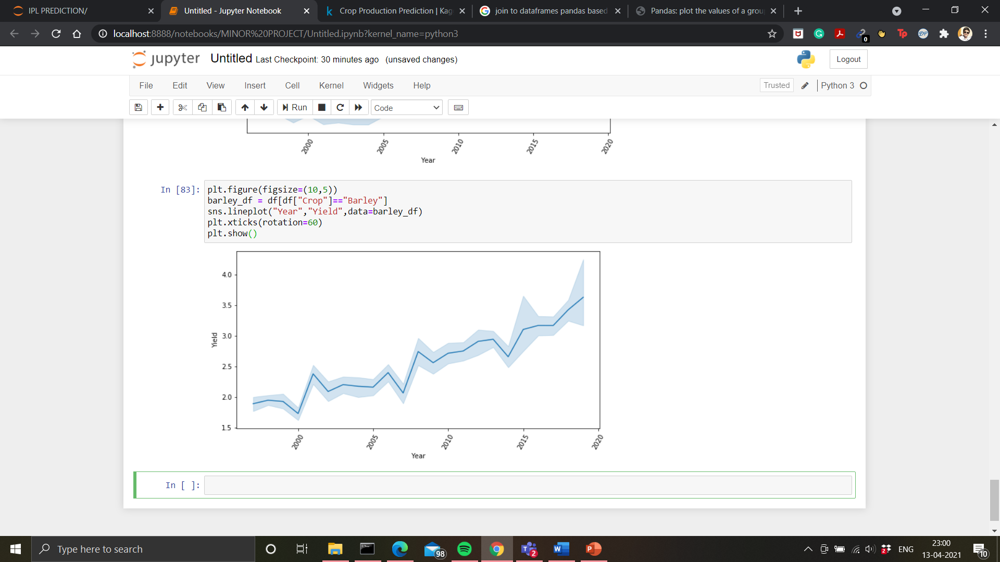 IPL PREDICTION/
Untitled - Jupyter Notebook
Crop Production Prediction | Kag
join to dataframes pandas based
Pandas: plot the values of a grou
localhost:8888/notebooks/MINOR%20PROJECT/Untitled.ipynb?kernel_name=python3
0
Tp
DP
jupyter Untitled Last Checkpoint: 30 minutes ago (unsaved changes)
Logout
File Edit View Insert Cell Kernel Widgets Help
Trusted Python 3
Run Code
2000 2005 2010 2015 2020
Year
In [83]:
plt.figure(figsize=(10,5))
barley_df = df[df["Crop"]=="Barley"]
sns.lineplot("Year","Yield",data=barley_df)
plt.xticks(rotation=60)
plt.show()
4.0
3.5
3.0
2.5
2.0
1.5
Yield
2000 2005 2010 2015 2020
Year
In [ ]:
Type here to search
98
2
2
ENG
23:00
13-04-2021
10